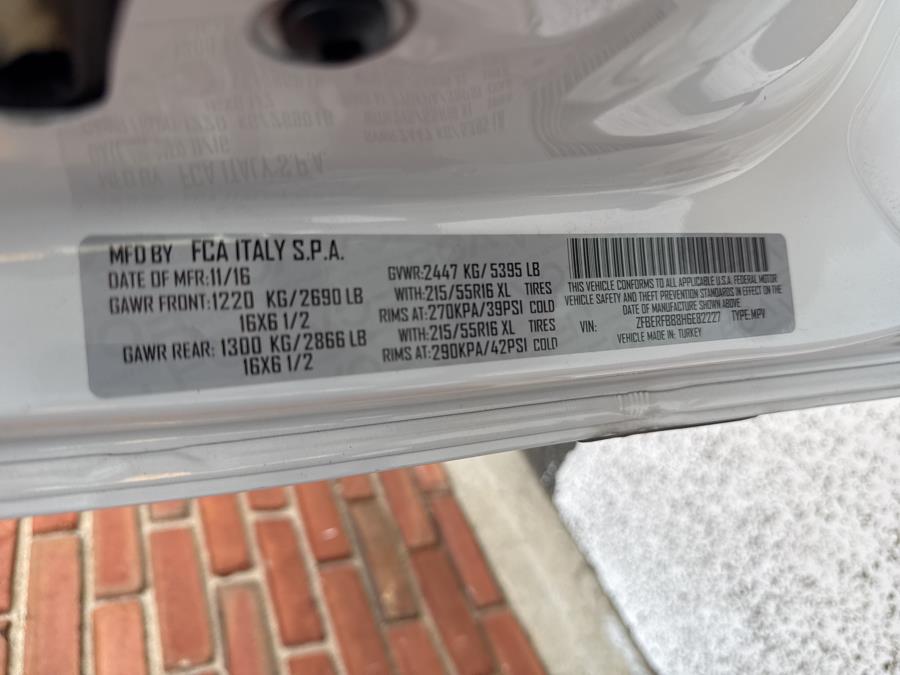 MFD BY FCA ITALY S.P.A.
DATE OF MFR:11/16
GAWR FRONT:1220 KG/2690 LB
16X6 1/2
GAWR REAR: 1300 KG/2866 LB
16X6 1/2
GVWR:2447 KG/ 5395 LB
WITH:215/55R16 XL TIRES
RIMS AT:270KPA/39PSI COLD
WITH:215/55R16 XL TIRES
RIMS AT:290KPA/42PSI COLD
THIS VEHICLE CONFORMS TO ALL APPLICABLE U.S.A. FEDERAL MOTOR
VEHICLE SAFETY AND THEFT PREVENTION STANDARDS IN EFFECT ON THE
DATE OF MANUFACTURE SHOWN ABOVE.
VIN: ZFBERFBB8H6E82227 TYPE:MPV
VEHICLE MADE IN: TURKEY